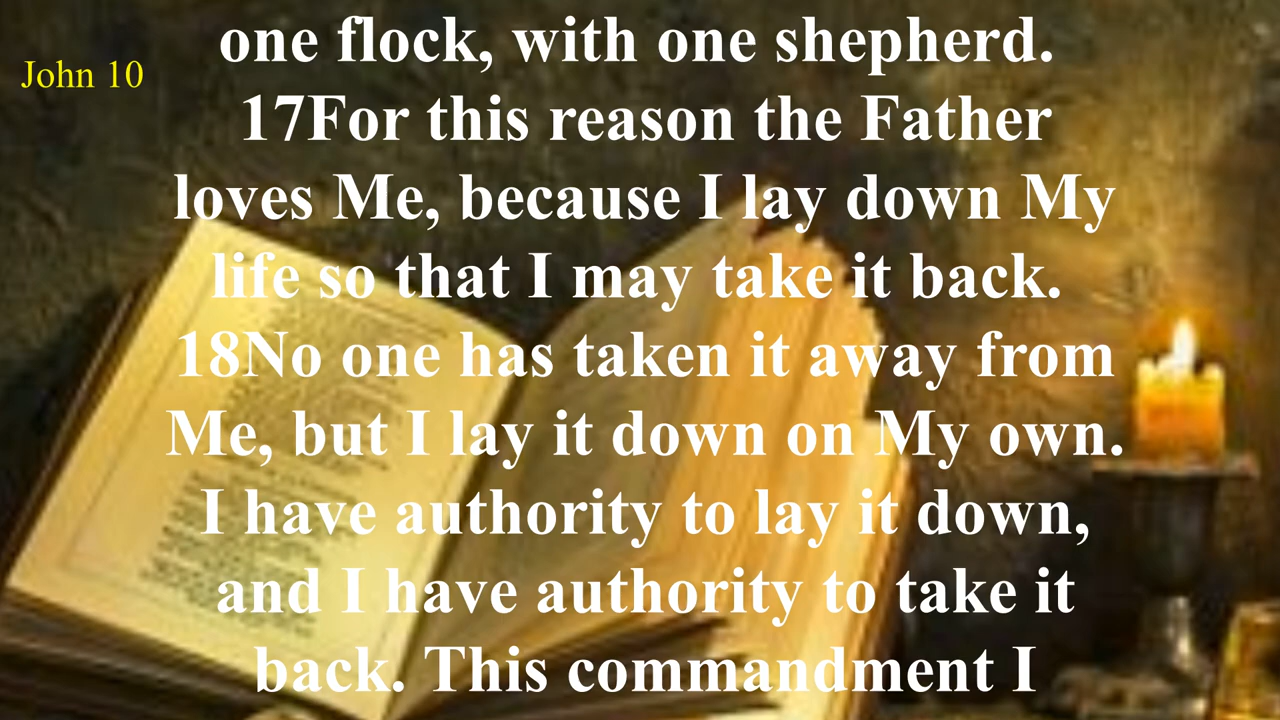 John 10
one flock, with one shepherd.
17For this reason the Father
loves Me, because I lay down My
life so that I may take it back.
18No one has taken it away from
Me, but I lay it down on My own.
I have authority to lay it down,
and I have authority to take it
back. This commandment I